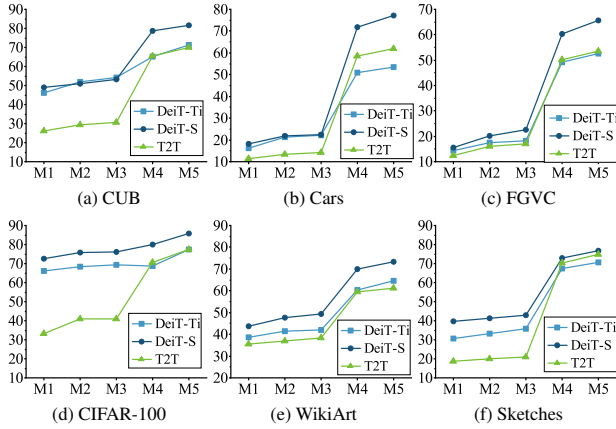 90
80
70
60
50
40
30
20
10
DeiT-Ti
DeiT-S
T2T
M1 M2 M3 M4 M5
(a) CUB
80
70
60
50
40
30
20
10
DeiT-Ti
DeiT-S
T2T
M1 M2 M3 M4 M5
(b) Cars
70
60
50
40
30
20
10
DeiT-Ti
DeiT-S
T2T
M1 M2 M3 M4 M5
(c) FGVC
90
80
70
60
50
40
30
20
10
DeiT-Ti
DeiT-S
T2T
M1 M2 M3 M4 M5
(d) CIFAR-100
90
80
70
60
50
40
30
20
DeiT-Ti
DeiT-S
T2T
M1 M2 M3 M4 M5
(e) WikiArt
90
80
70
60
50
40
30
20
10
DeiT-Ti
DeiT-S
T2T
M1 M2 M3 M4 M5
(f) Sketches